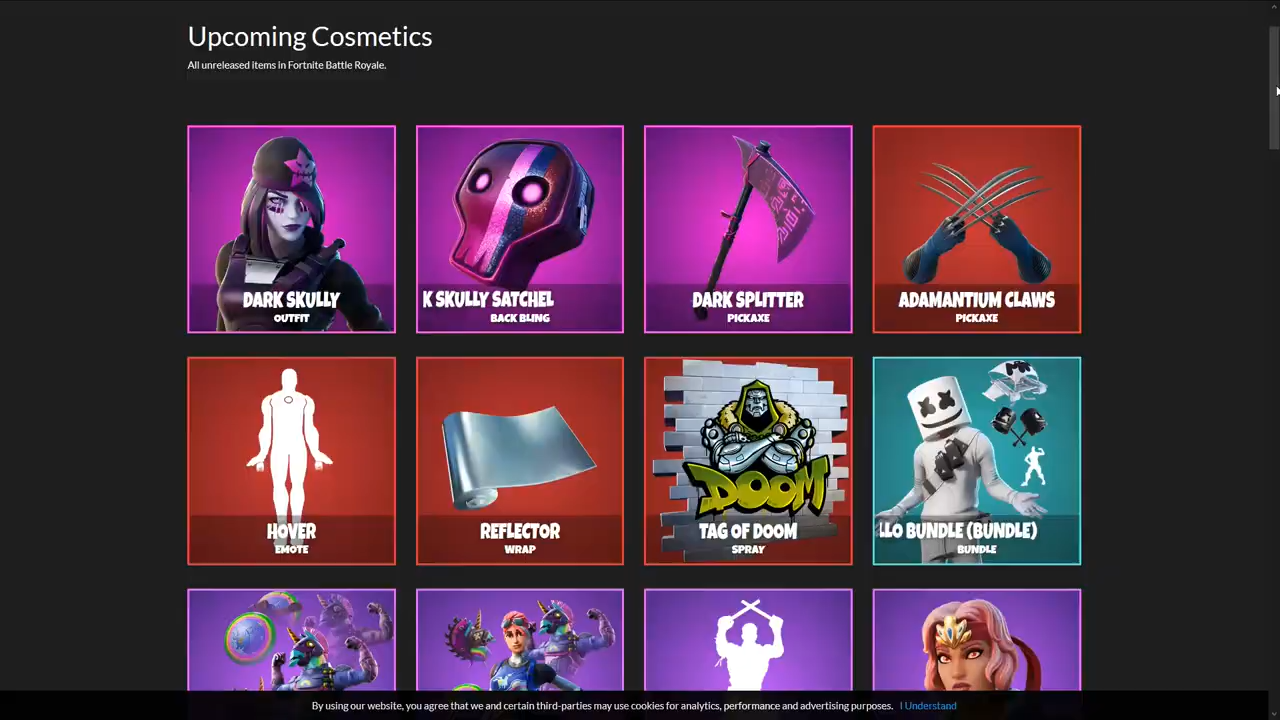 Upcoming Cosmetics
All unreleased items in Fortnite Battle Royale.
DARK SKULLY
OUTFIT
K SKULLY SATCHEL
BACK BLING
DARK SPLITTER
PICKAXE
ADAMANTIUM CLAWS
PICKAXE
HOVER
EMOTE
REFLECTOR
WRAP
DOOM
TAG OF DOOM
SPRAY
LLO BUNDLE (BUNDLE)
BUNDLE
By using our website, you agree that we and certain third-parties may use cookies for analytics, performance and advertising purposes. I Understand